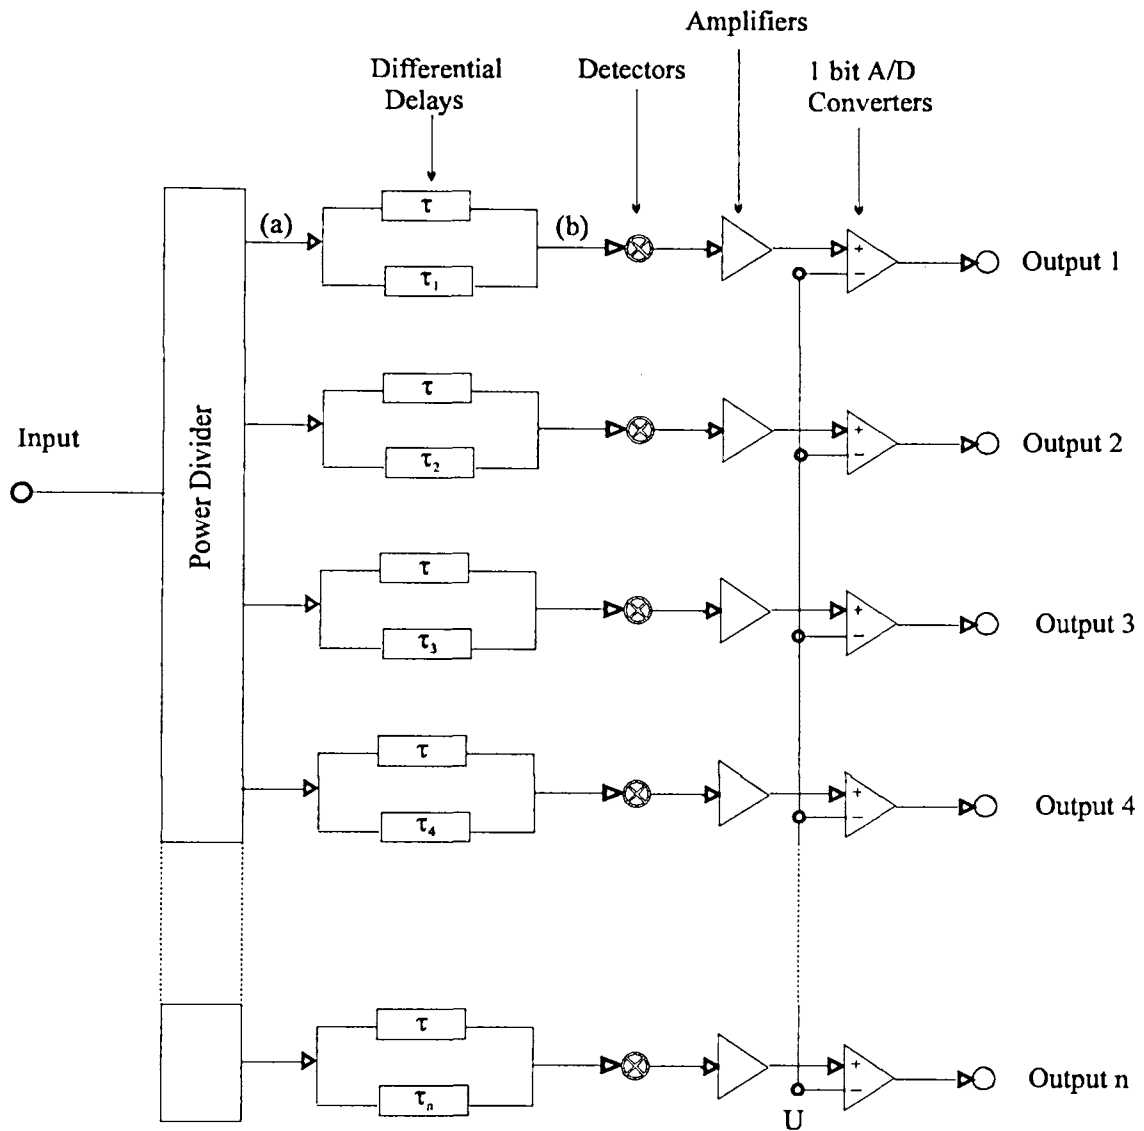 Amplifiers
Differential
Delays
Detectors
1 bit A/D
Converters
(a)
τ
τ1
(b)
+
−
Output 1
τ
τ2
+
−
Output 2
Input
Power Divider
τ
τ3
+
−
Output 3
τ
τ4
+
−
Output 4
τ
τn
+
−
Output n
U